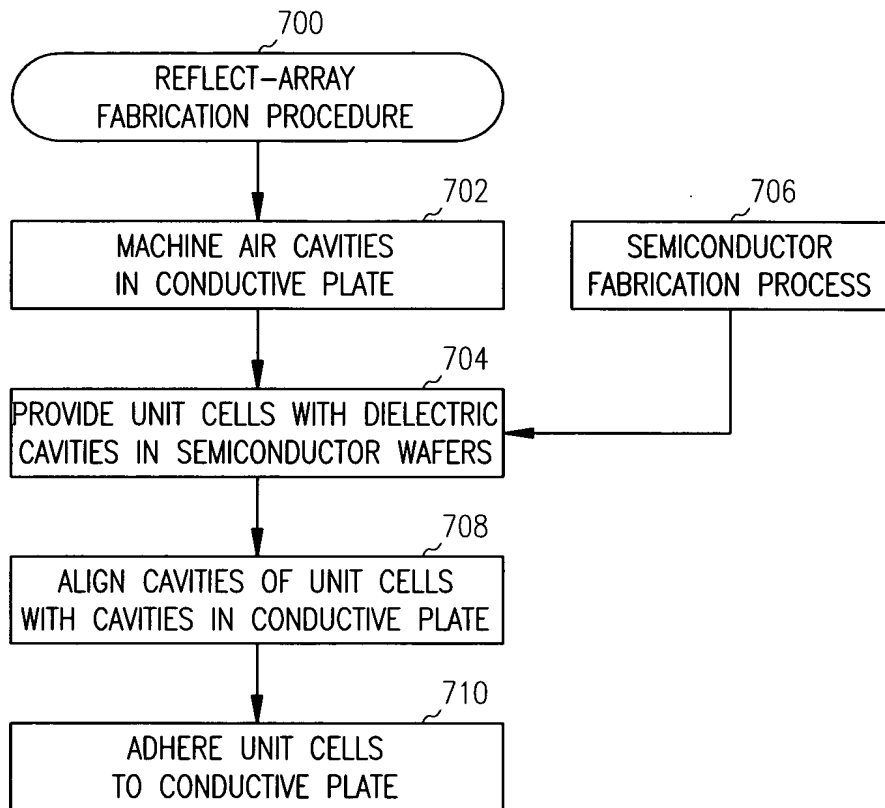 700
REFLECT-ARRAY
FABRICATION PROCEDURE
702
MACHINE AIR CAVITIES
IN CONDUCTIVE PLATE
706
SEMICONDUCTOR
FABRICATION PROCESS
704
PROVIDE UNIT CELLS WITH DIELECTRIC
CAVITIES IN SEMICONDUCTOR WAFERS
708
ALIGN CAVITIES OF UNIT CELLS
WITH CAVITIES IN CONDUCTIVE PLATE
710
ADHERE UNIT CELLS
TO CONDUCTIVE PLATE